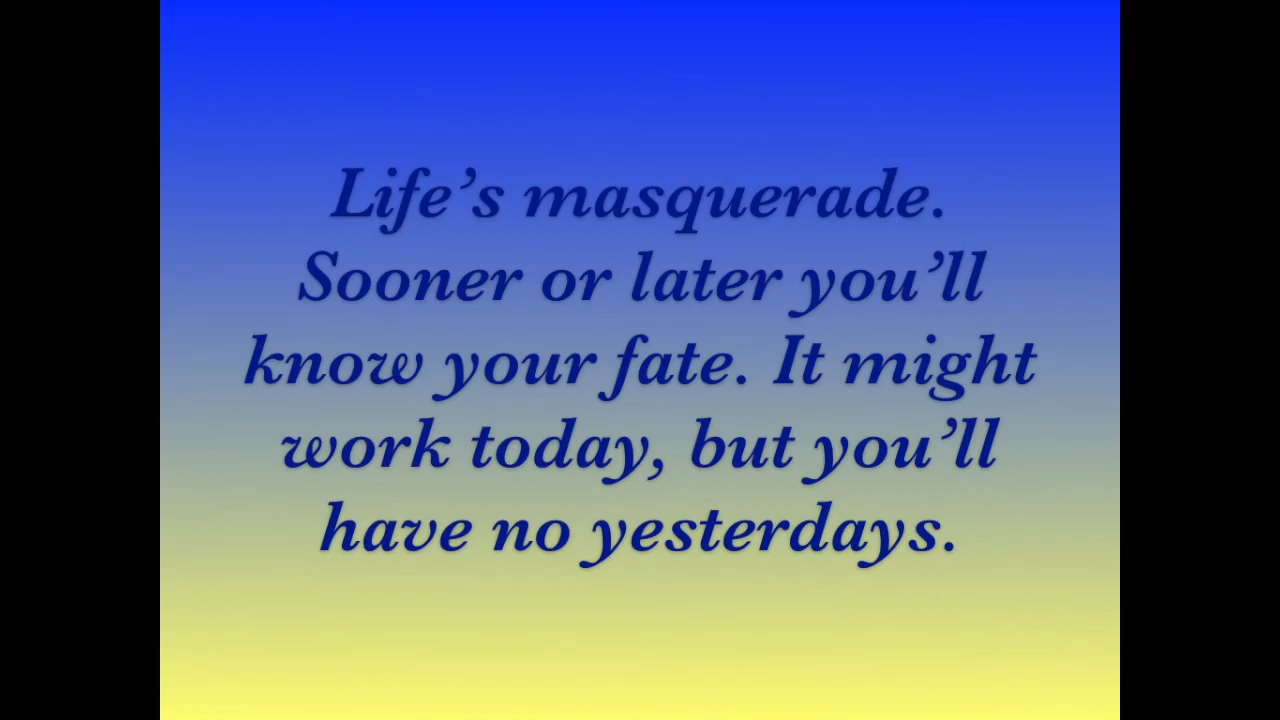 Life’s masquerade.
Sooner or later you’ll
know your fate. It might
work today, but you’ll
have no yesterdays.